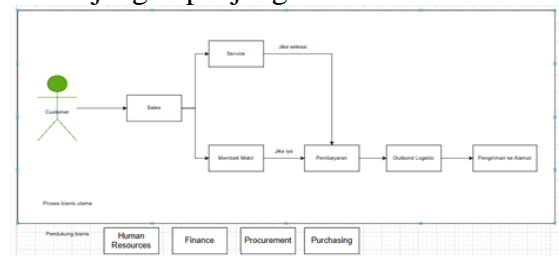 Service
Jika selesai
Customer
Sales
Membeli Mobil
Jika iya
Pembayaran
Outbond Logistic
Pengiriman ke Alamat
Proses bisnis utama
Pendukung bisnis
Human
Resources
Finance
Procurement
Purchasing